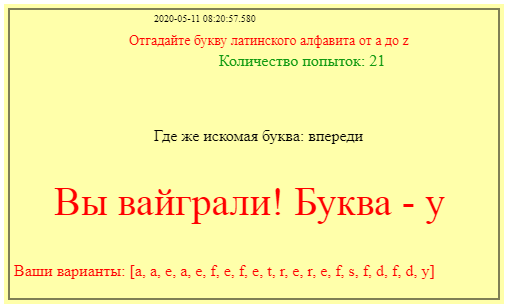 2020-05-11 08:20:57.580
Отгадайте букву латинского алфавита от a до z
Количество попыток: 21
Где же искомая буква: впереди
Вы вайграли! Буква - y
Ваши варианты: [a, a, e, a, e, f, e, f, e, t, r, e, r, e, f, s, f, d, f, d, y]